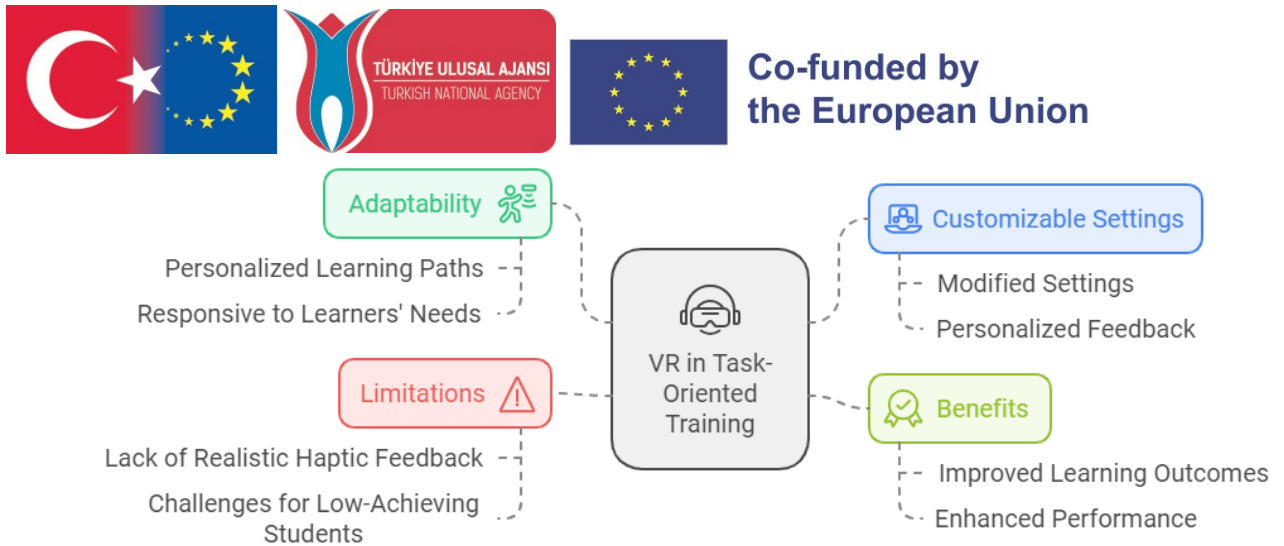 TÜRKİYE ULUSAL AJANSI
TURKISH NATIONAL AGENCY
Co-funded by
the European Union
Adaptability
Personalized Learning Paths
Responsive to Learners' Needs
Limitations
Lack of Realistic Haptic Feedback
Challenges for Low-Achieving
Students
VR in Task-
Oriented
Training
Customizable Settings
Modified Settings
Personalized Feedback
Benefits
Improved Learning Outcomes
Enhanced Performance